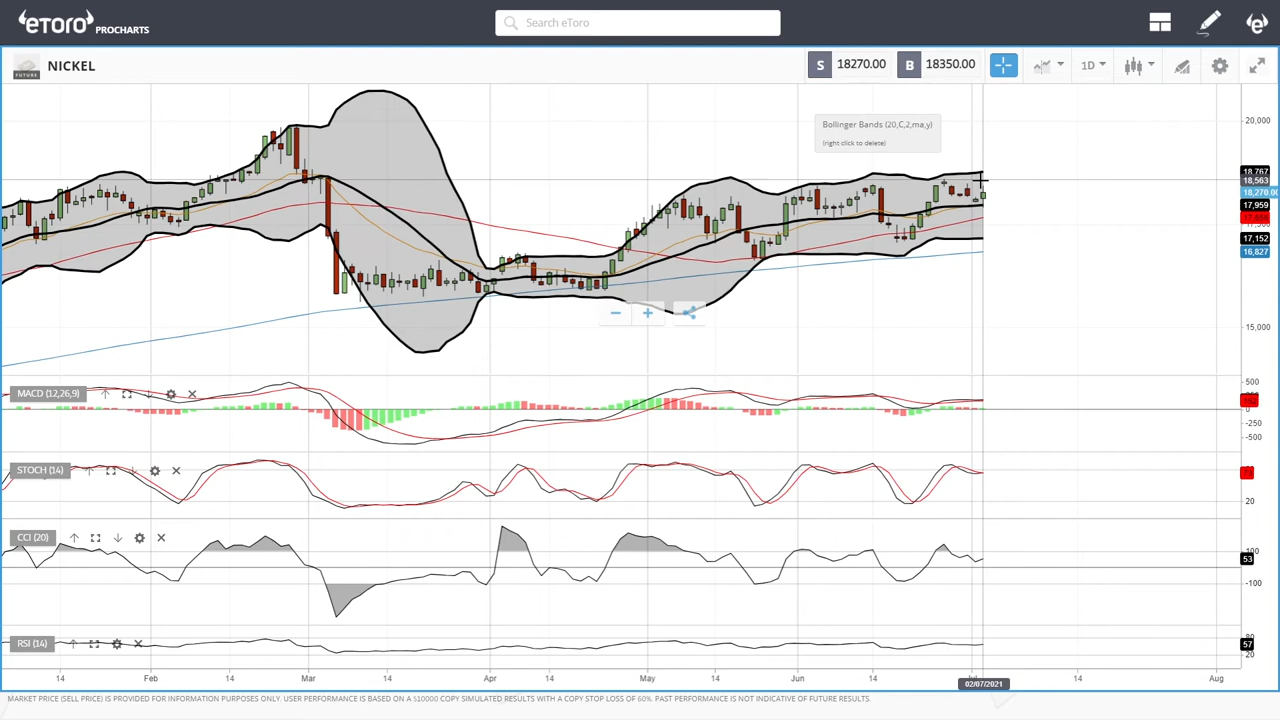 eToro PROCHARTS
Search eToro
FUTURE
NICKEL
S 18270.00 B 18350.00
1D
Bollinger Bands (20,C,2,ma,y)
(right click to delete)
20,000
18,767
18,563
18,270.00
17,959
17,152
16,827
15,000
MACD (12,26,9)
500
0
-250
-500
STOCH (14)
20
CCI (20)
100
53
-100
RSI (14)
80
57
20
14 Feb 14 Mar 14 Apr 14 May 14 Jun 14 Jul 14 Aug
02/07/2021
MARKET PRICE (SELL PRICE) IS PROVIDED FOR INFORMATION PURPOSES ONLY. USER PERFORMANCE IS BASED ON A $10000 COPY SIMULATED RESULTS WITH A COPY STOP LOSS OF 60%. PAST PERFORMANCE IS NOT INDICATIVE OF FUTURE RESULTS.